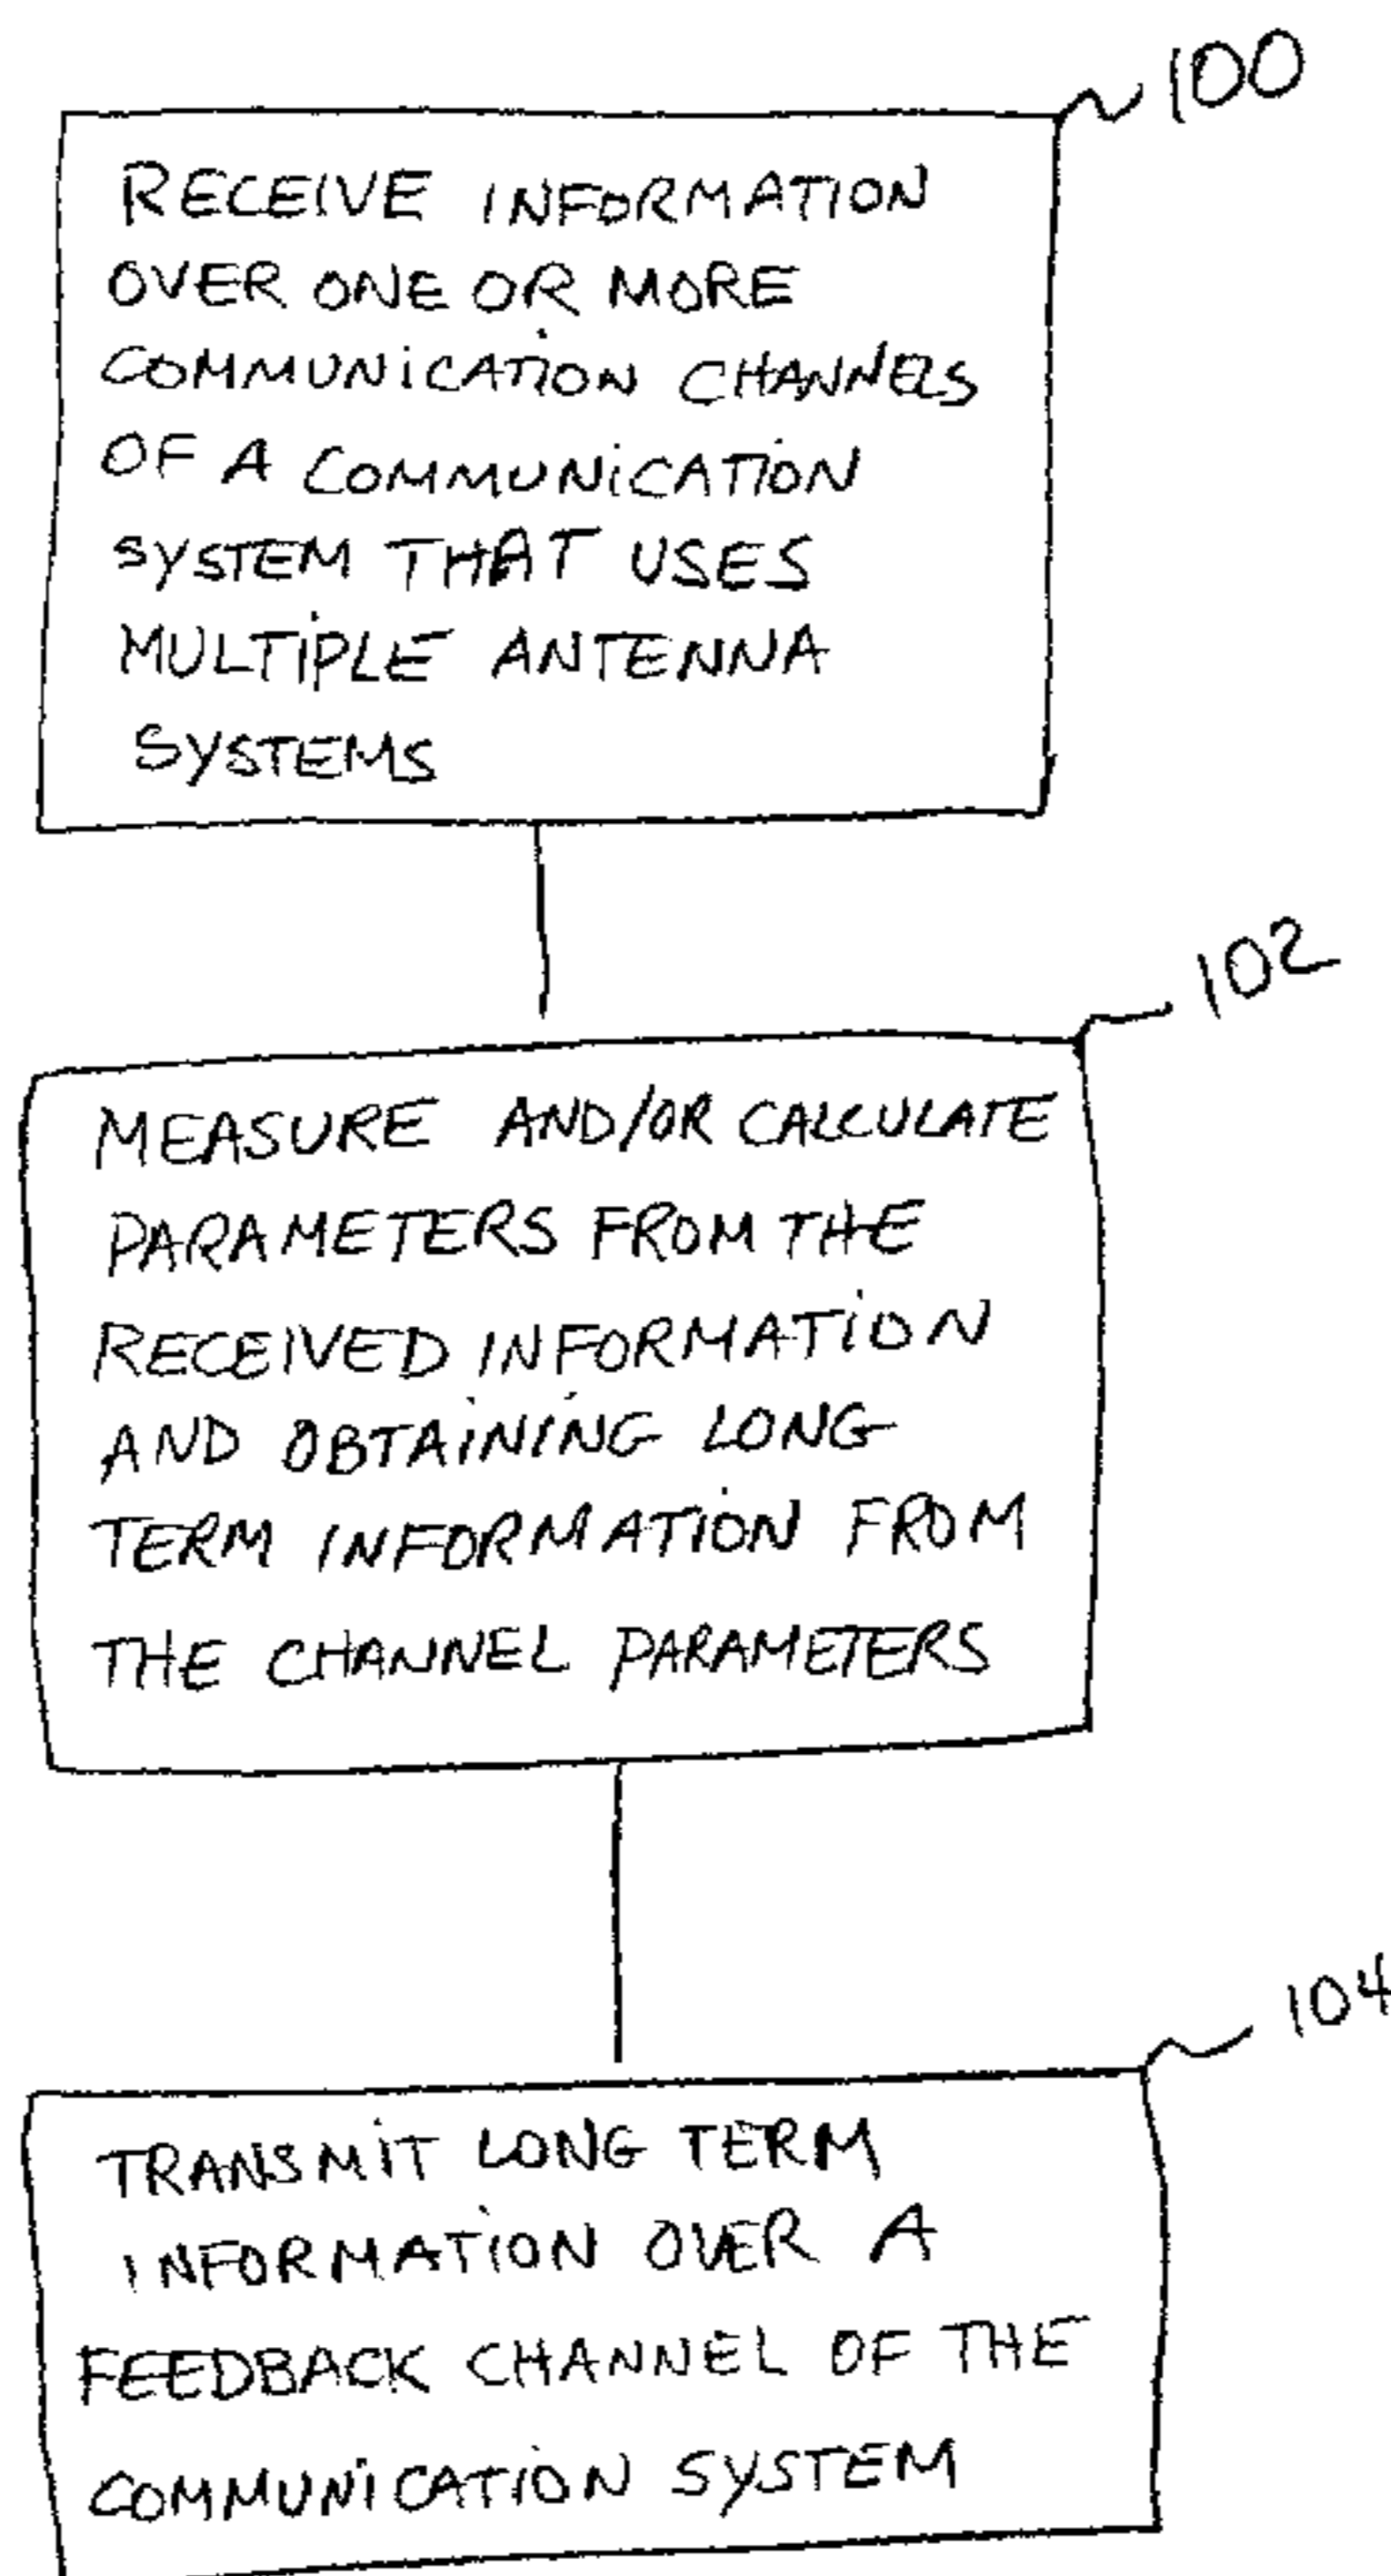 100
RECEIVE INFORMATION
OVER ONE OR MORE
COMMUNICATION CHANNELS
OF A COMMUNICATION
SYSTEM THAT USES
MULTIPLE ANTENNA
SYSTEMS
102
MEASURE AND/OR CALCULATE
PARAMETERS FROM THE
RECEIVED INFORMATION
AND OBTAINING LONG
TERM INFORMATION FROM
THE CHANNEL PARAMETERS
104
TRANSMIT LONG TERM
INFORMATION OVER A
FEEDBACK CHANNEL OF THE
COMMUNICATION SYSTEM